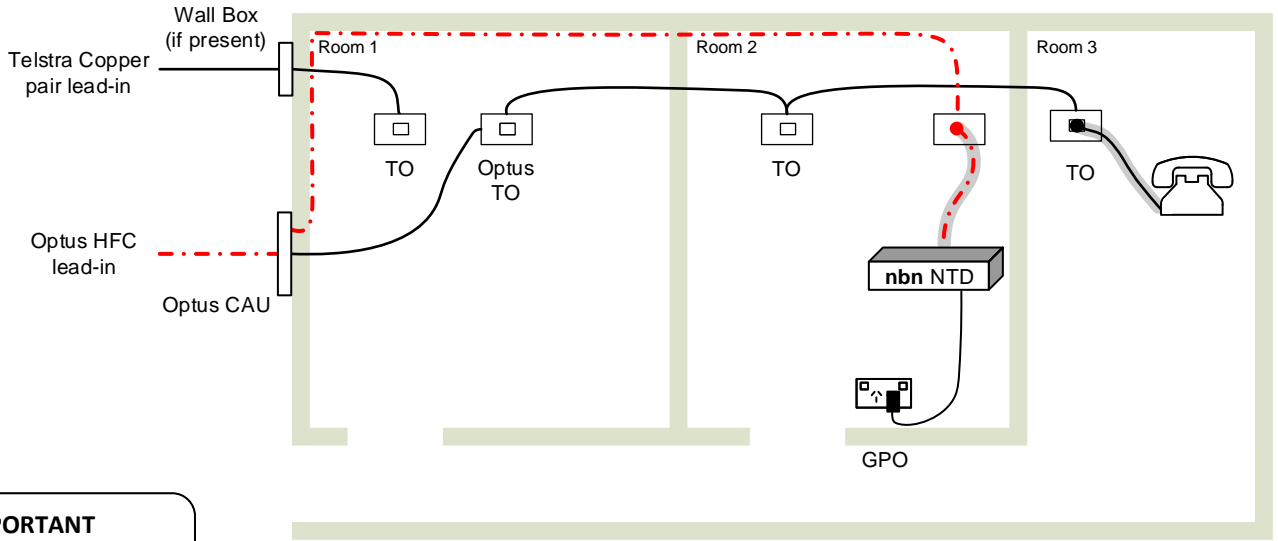 Wall Box
(if present)
Telstra Copper
pair lead-in
Room 1
Room 2
Room 3
TO
Optus
TO
TO
TO
Optus HFC
lead-in
Optus CAU
nbn NTD
GPO
PORTANT